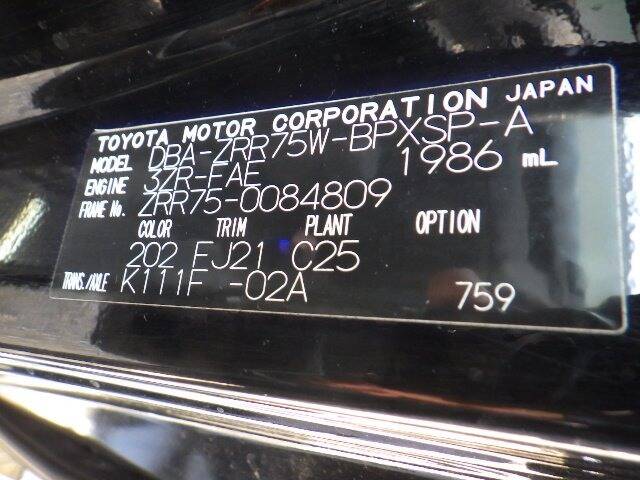 TOYOTA MOTOR CORPORATION JAPAN
MODEL DBA-ZRR75W-BPXSP-A
ENGINE 3ZR-FAE 1986 mL
FRAME No. ZRR75-0084809
COLOR TRIM PLANT OPTION
202 FJ21 C25
TRANS./AXLE K111F -02A
759